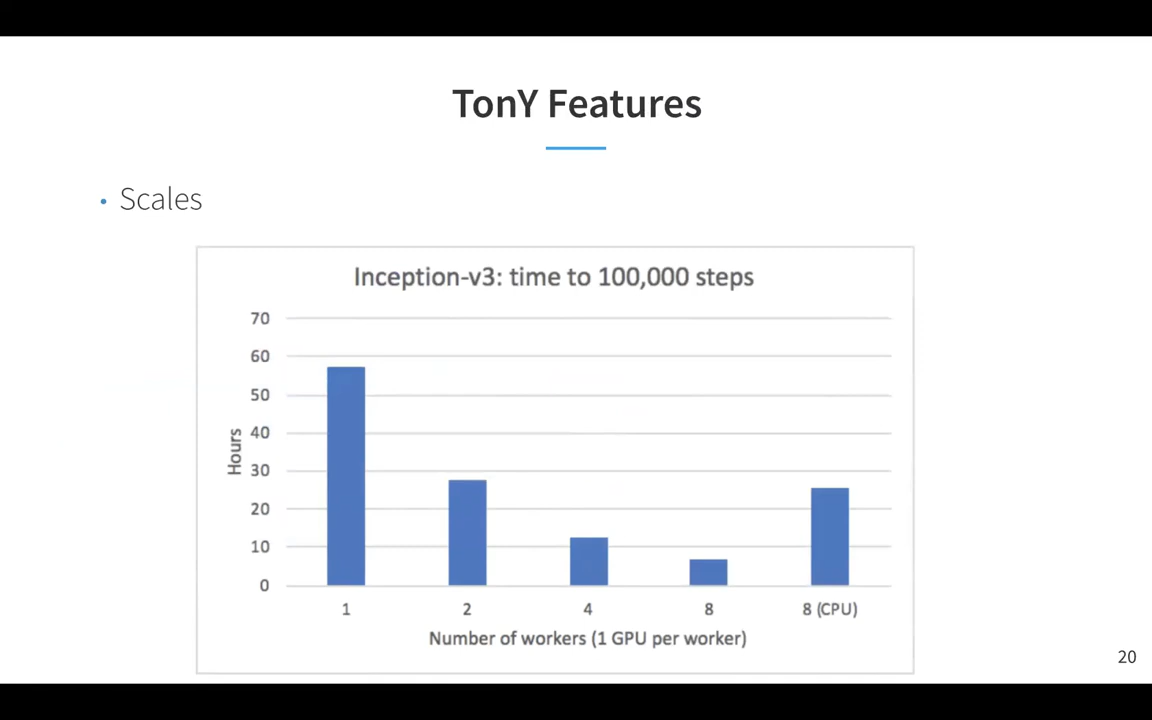 TonY Features
• Scales
Inception-v3: time to 100,000 steps
70
60
50
40
30
20
10
0
Hours
1 2 4 8 8 (CPU)
Number of workers (1 GPU per worker)
20